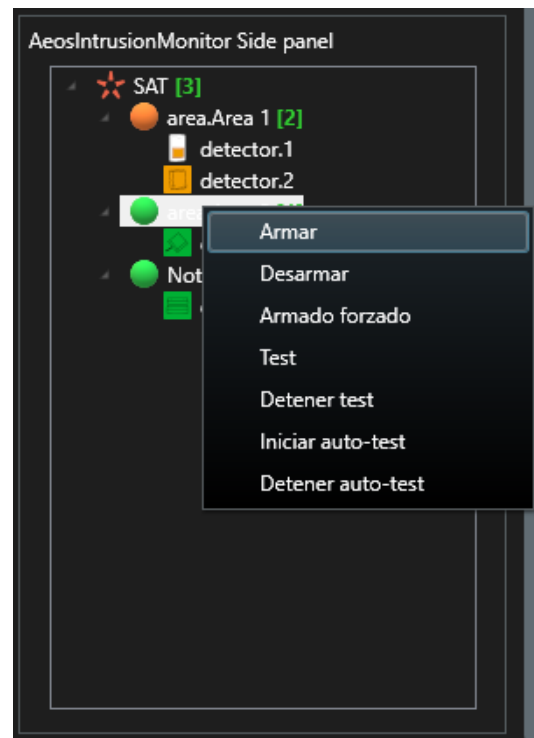 AeosIntrusionMonitor Side panel
SAT [3]
area.Area 1 [2]
detector.1
detector.2
Armar
Not
Desarmar
Armado forzado
Test
Detener test
Iniciar auto-test
Detener auto-test